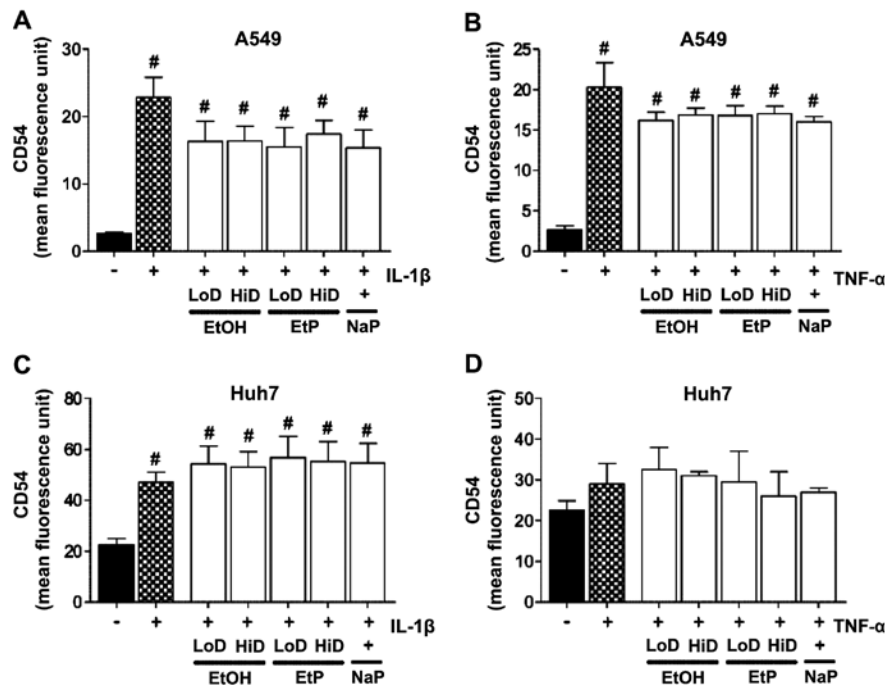 A
A549
CD54
(mean fluorescence unit)
30
20
10
0
# # # # # #
- + + + + + + IL-1β
LoD HiD LoD HiD +
EtOH EtP NaP
B
A549
CD54
(mean fluorescence unit)
25
20
15
10
5
0
# # # # # #
- + + + + + + TNF-α
LoD HiD LoD HiD +
EtOH EtP NaP
C
Huh7
CD54
(mean fluorescence unit)
80
60
40
20
0
# # # # # #
- + + + + + + IL-1β
LoD HiD LoD HiD +
EtOH EtP NaP
D
Huh7
CD54
(mean fluorescence unit)
50
40
30
20
10
0
- + + + + + + TNF-α
LoD HiD LoD HiD +
EtOH EtP NaP